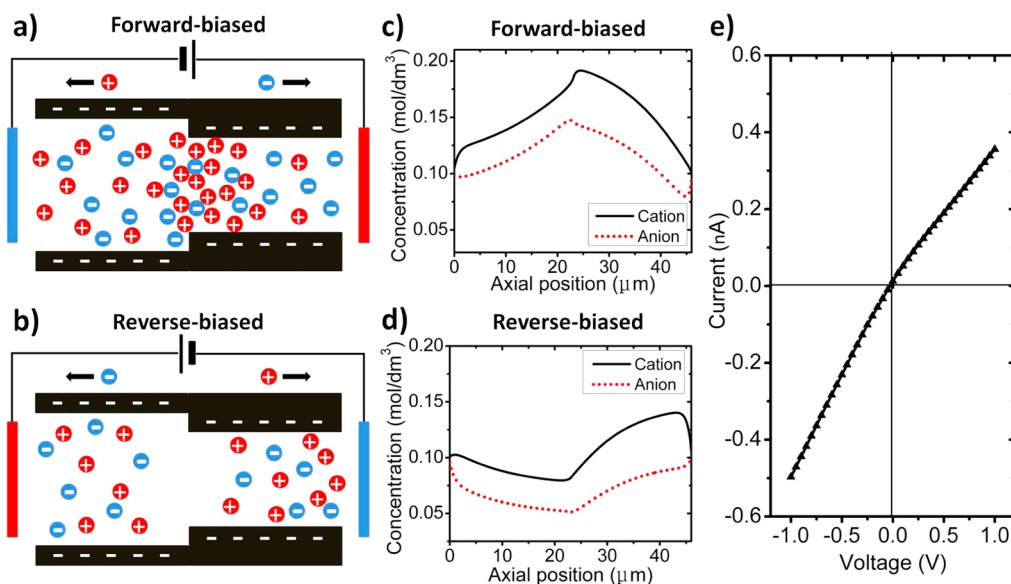 a) Forward-biased
b) Reverse-biased
c) Forward-biased
Concentration (mol/dm³)
0.20
0.15
0.10
0.05
Cation
Anion
0 10 20 30 40
Axial position (μm)
d) Reverse-biased
Concentration (mol/dm³)
0.20
0.15
0.10
0.05
Cation
Anion
0 10 20 30 40
Axial position (μm)
e)
Current (nA)
0.6
0.4
0.2
0.0
-0.2
-0.4
-0.6
-1.0 -0.5 0.0 0.5 1.0
Voltage (V)